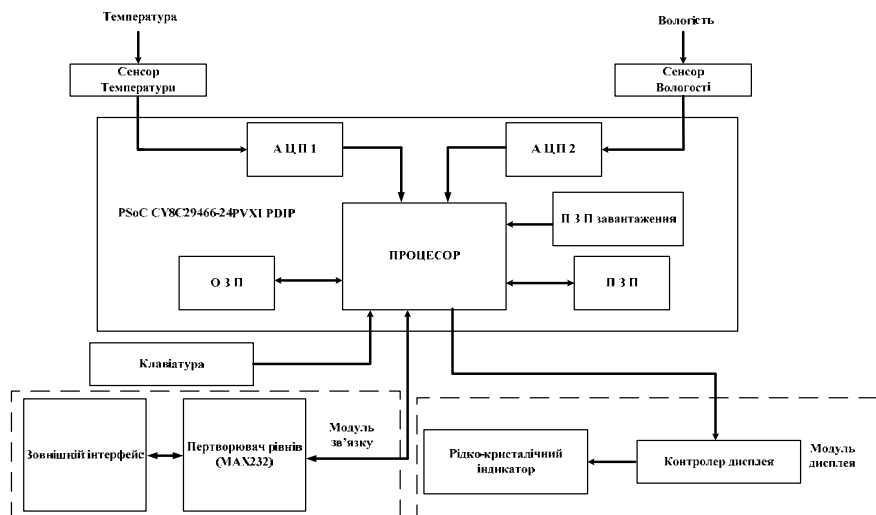 Температура
Вологість
Сенсор
Температури
Сенсор
Вологості
А Ц П 1
А Ц П 2
PSoC CY8C29466-24PVXI PDIP
П З П завантаження
ПРОЦЕСОР
О З П
П З П
Клавіатура
Модуль
зв'язку
Зовнішній інтерфейс
Пертворювач рівнів
(MAX232)
Рідко-кристалічний
індикатор
Контролер дисплея
Модуль
дисплея